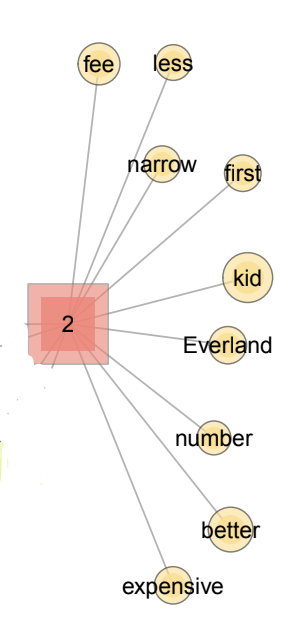 fee
less
narrow
first
kid
2
Everland
number
better
expensive